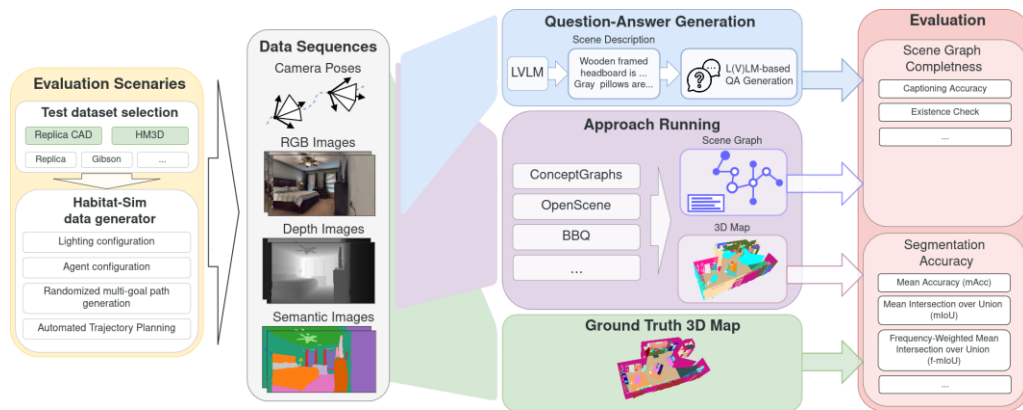 Evaluation Scenaries
Test dataset selection
Replica CAD
HM3D
Replica
Gibson
...
Habitat-Sim
data generator
Lighting configuration
Agent configuration
Randomized multi-goal path
generation
Automated Trajectory Planning
Data Sequences
Camera Poses
RGB Images
Depth Images
Semantic Images
Question-Answer Generation
Scene Description
LVLM
Wooden framed
headboard is ...
Gray pillows are...
?
L(V)LM-based
QA Generation
Approach Running
ConceptGraphs
OpenScene
BBQ
...
Scene Graph
3D Map
Ground Truth 3D Map
Evaluation
Scene Graph
Completness
Captioning Accuracy
Existence Check
...
Segmentation
Accuracy
Mean Accuracy (mAcc)
Mean Intersection over Union
(mIoU)
Frequency-Weighted Mean
Intersection over Union
(f-mIoU)
...